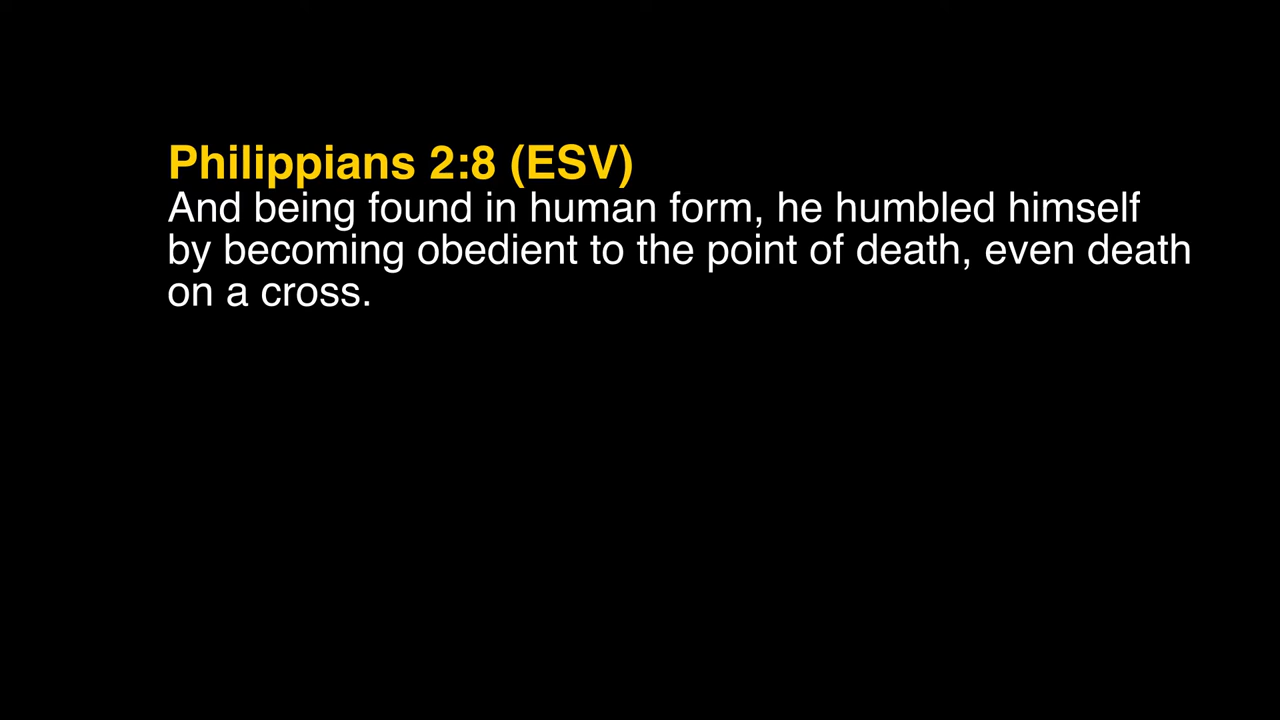 Philippians 2:8 (ESV)
And being found in human form, he humbled himself
by becoming obedient to the point of death, even death
on a cross.